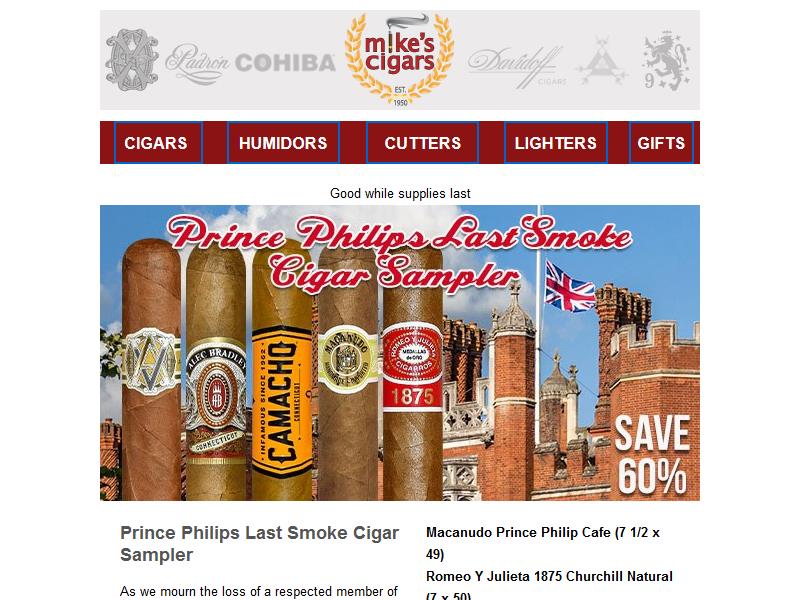 Padron
COHIBA
mike's
cigars
EST.
1950
Davidoff
CIGARS
9
CIGARS
HUMIDORS
CUTTERS
LIGHTERS
GIFTS
Good while supplies last
Prince Philips Last Smoke
Cigar Sampler
ALEC BRADLEY
CONNECTICUT
INFAMOUS SINCE 1962
CAMACHO
CONNECTICUT
MACANUDO
ROMEO Y JULIETA
MEDALLAS
de ORO
CIGARROS
1875
SAVE
60%
Prince Philips Last Smoke Cigar
Sampler
As we mourn the loss of a respected member of
Macanudo Prince Philip Cafe (7 1/2 x
49)
Romeo Y Julieta 1875 Churchill Natural
(7 x 50)